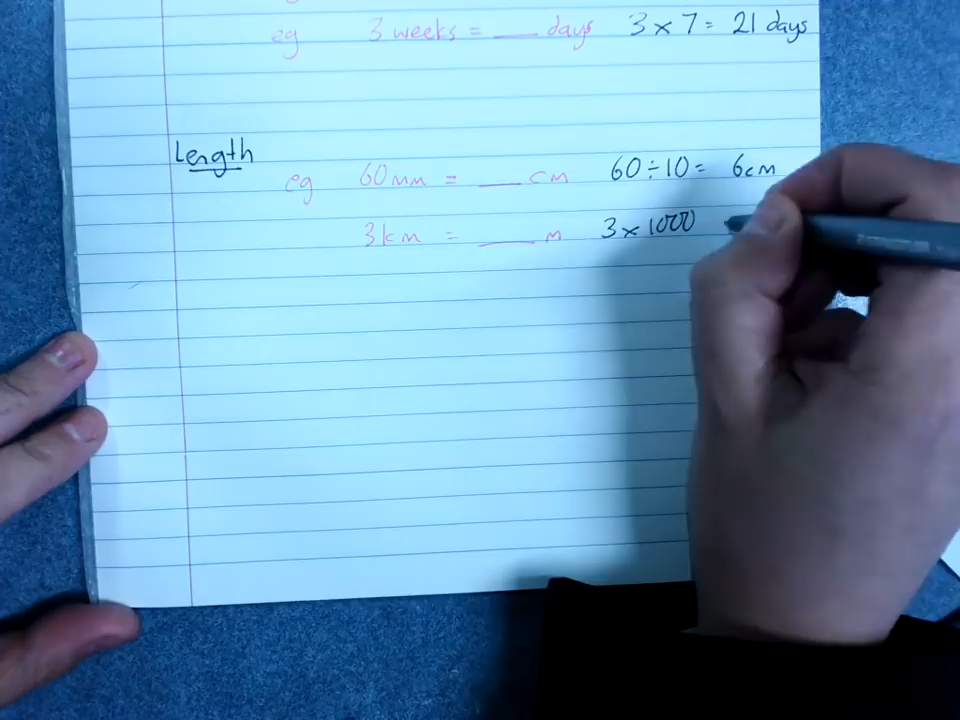 eg 3 weeks = ___ days 3 x 7 = 21 days
Length
eg 60mm = ___ cm 60 ÷ 10 = 6cm
3km = ___ m 3 x 1000